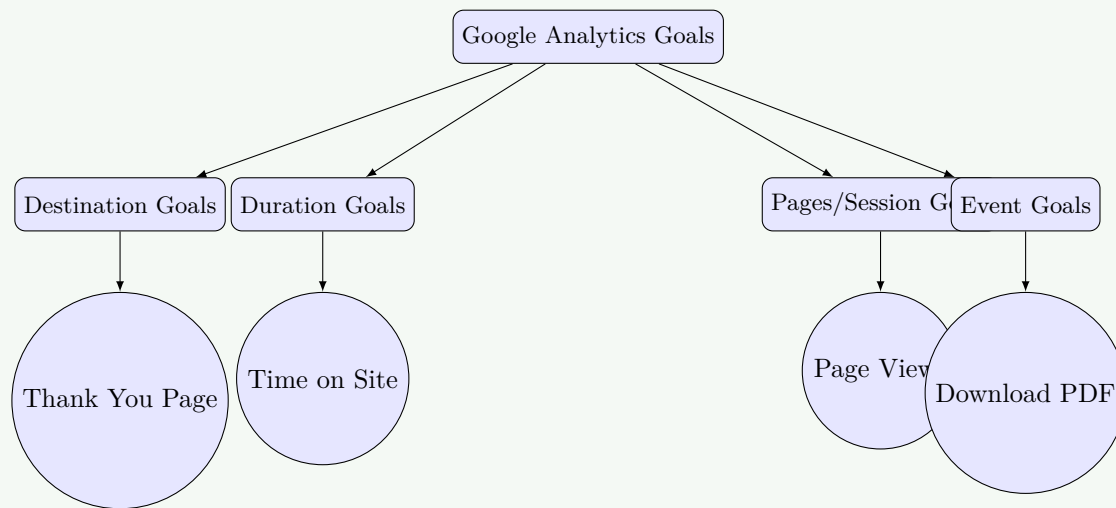 Google Analytics Goals
Destination Goals
Duration Goals
Pages/Session
Event Goals
Thank You Page
Time on Site
Page View
Download PDF